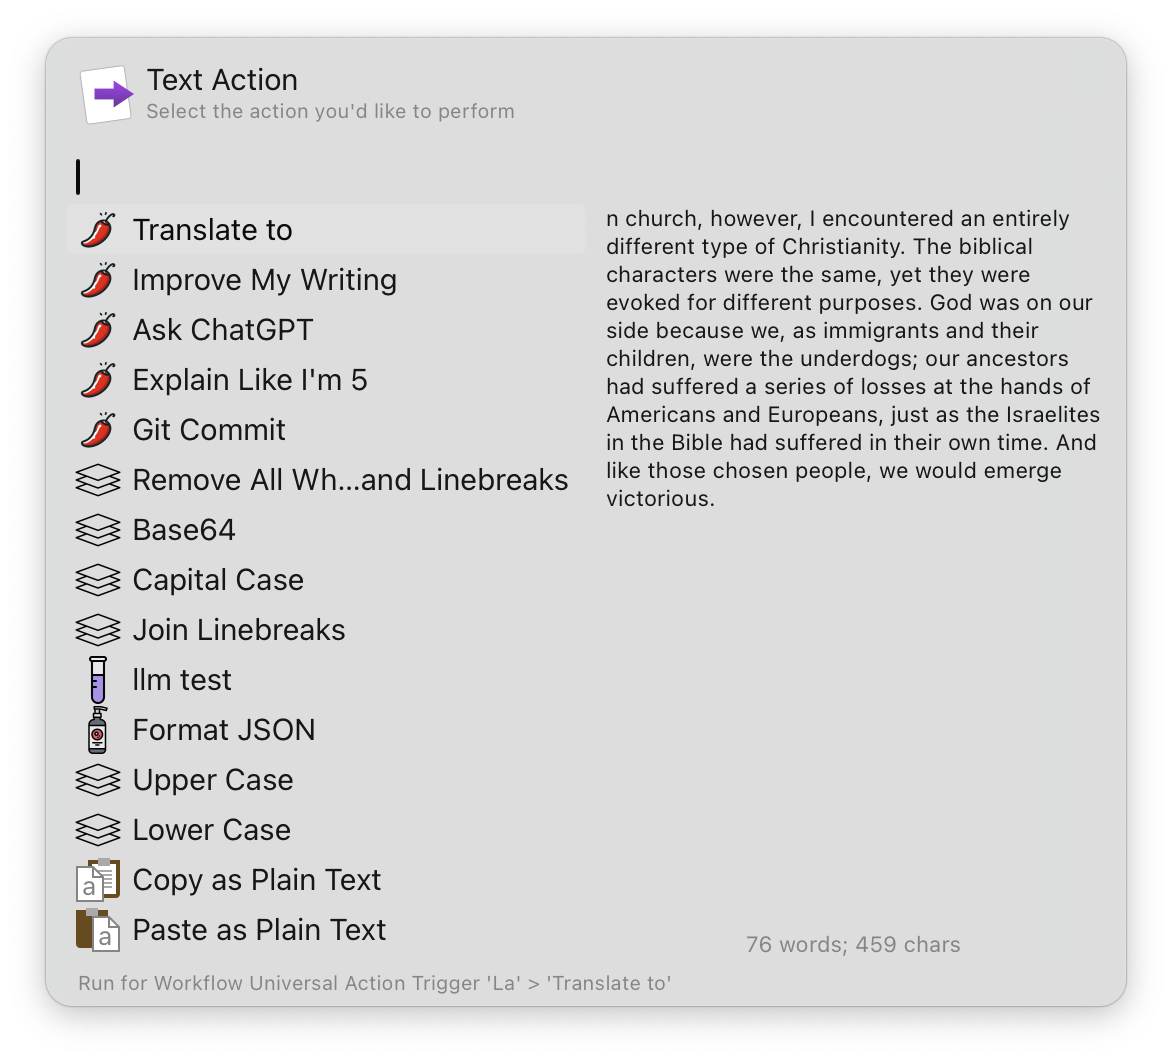 Text Action
Select the action you'd like to perform
Translate to
Improve My Writing
Ask ChatGPT
Explain Like I'm 5
Git Commit
Remove All Wh...and Linebreaks
Base64
Capital Case
Join Linebreaks
llm test
Format JSON
Upper Case
Lower Case
a
Copy as Plain Text
a
Paste as Plain Text
n church, however, I encountered an entirely
different type of Christianity. The biblical
characters were the same, yet they were
evoked for different purposes. God was on our
side because we, as immigrants and their
children, were the underdogs; our ancestors
had suffered a series of losses at the hands of
Americans and Europeans, just as the Israelites
in the Bible had suffered in their own time. And
like those chosen people, we would emerge
victorious.
76 words; 459 chars
Run for Workflow Universal Action Trigger 'La' > 'Translate to'